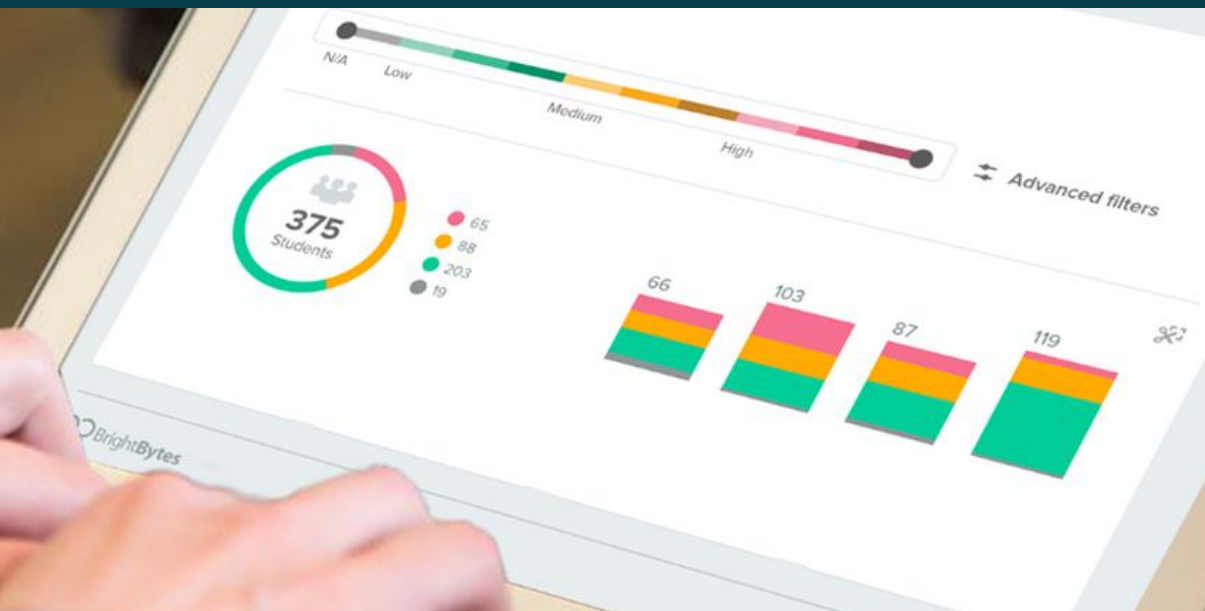 N/A
Low
Medium
High
Advanced filters
375
Students
65
88
203
19
66
103
87
119
BrightBytes